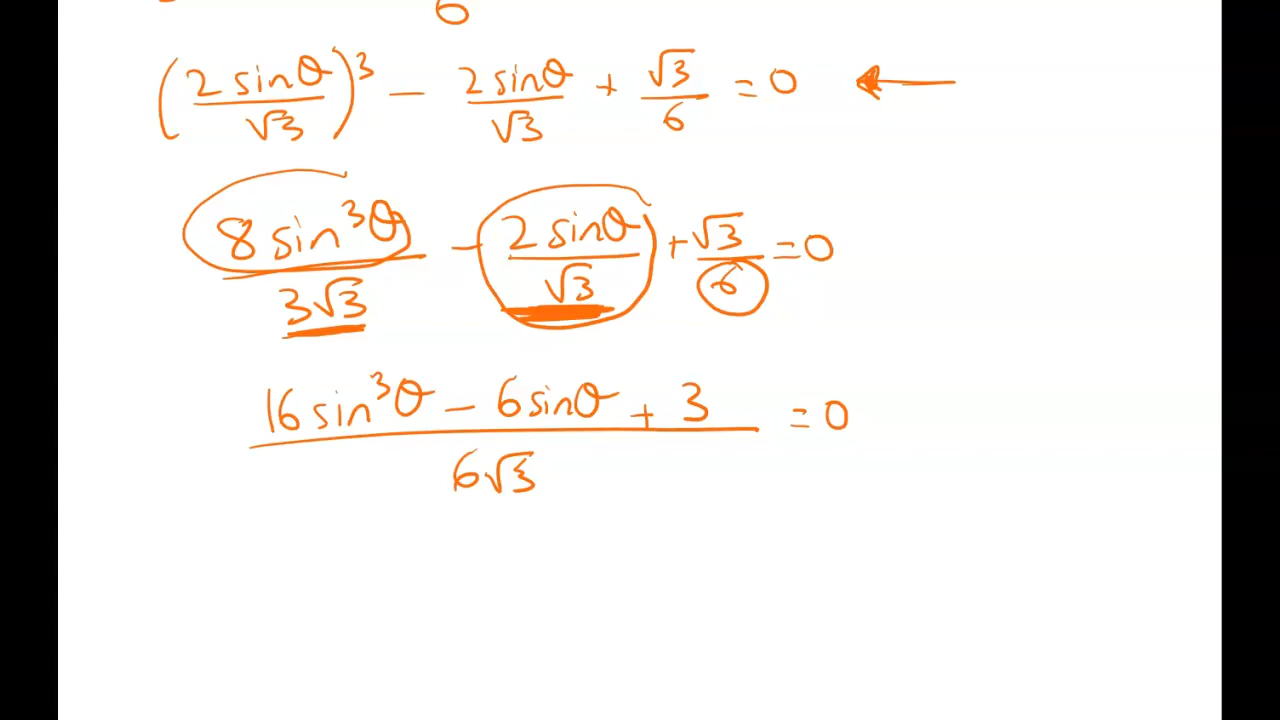 6
(2 sinθ/√3)³ − 2 sinθ/√3 + √3/6 = 0 ←
8 sin³θ/3√3 − 2 sinθ/√3 + √3/6 = 0
16 sin³θ − 6 sinθ + 3/6√3 = 0